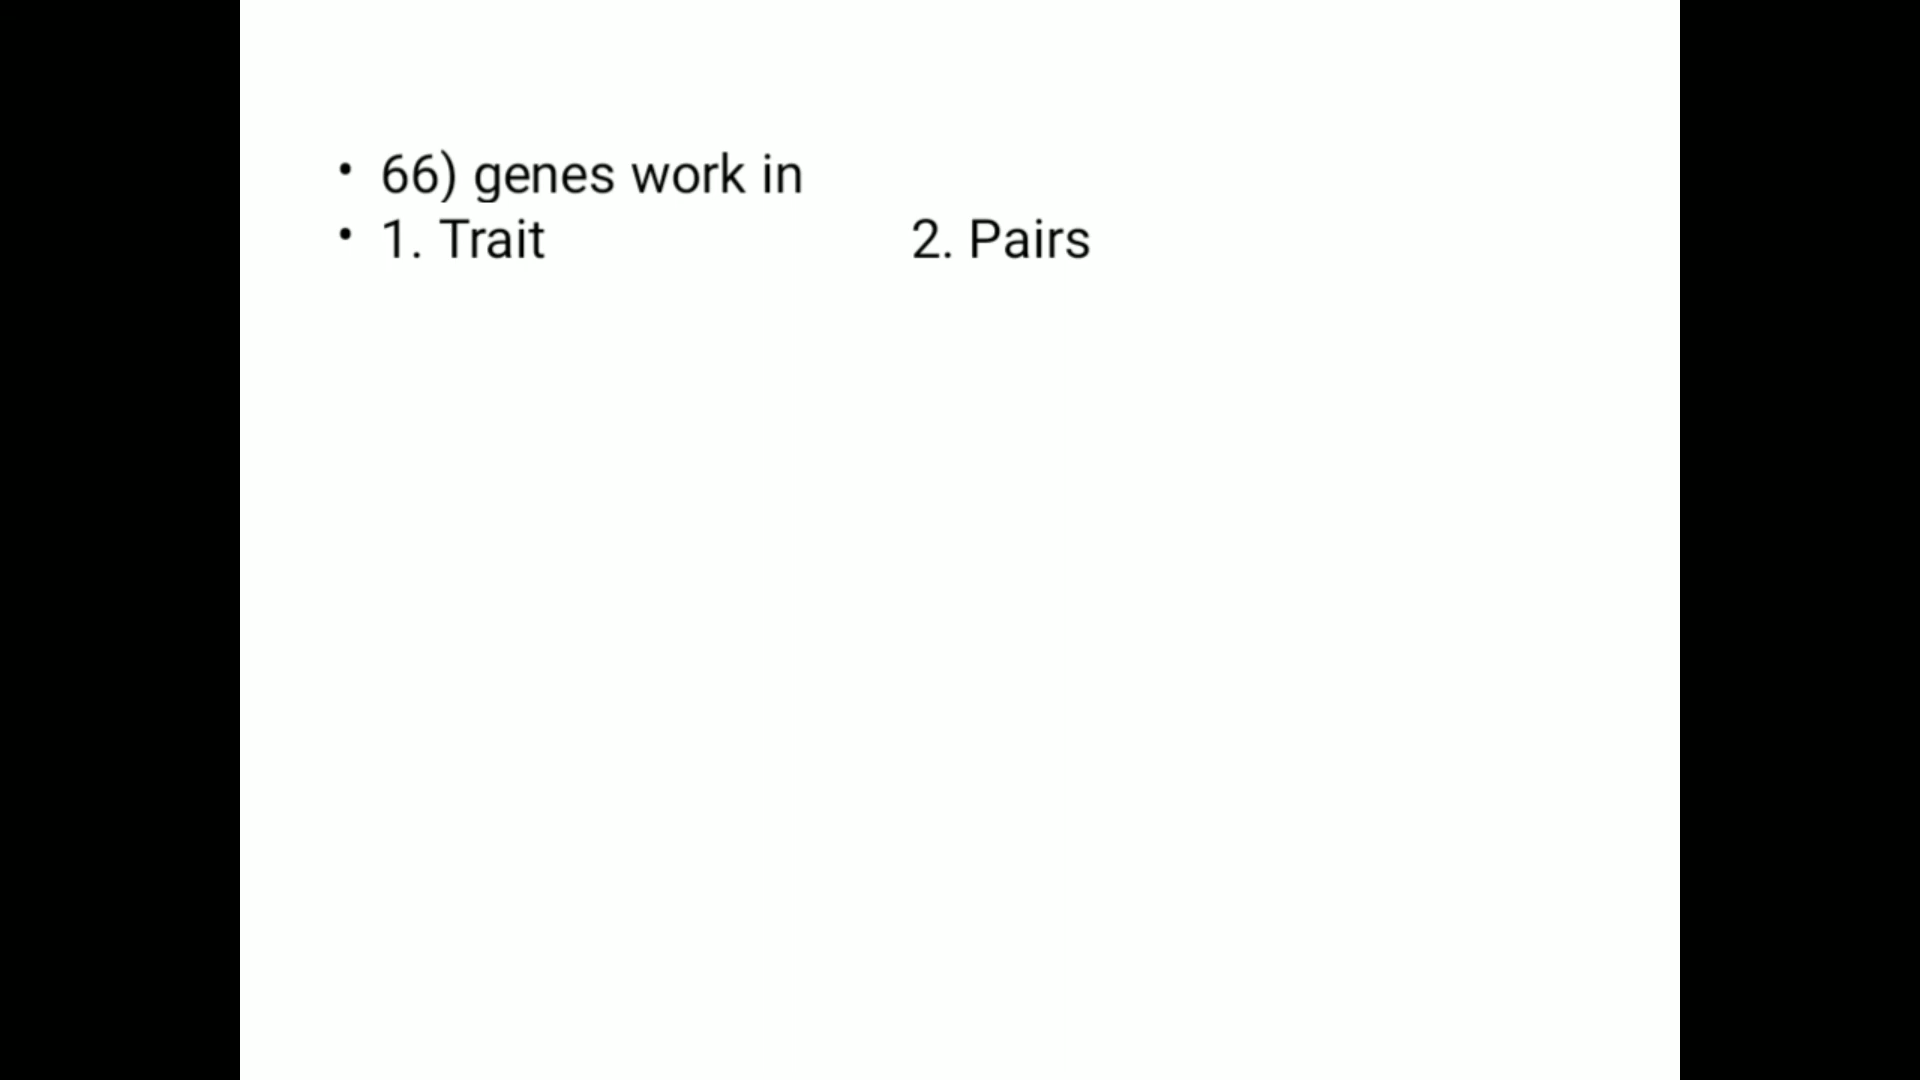 • 66) genes work in
• 1. Trait 2. Pairs